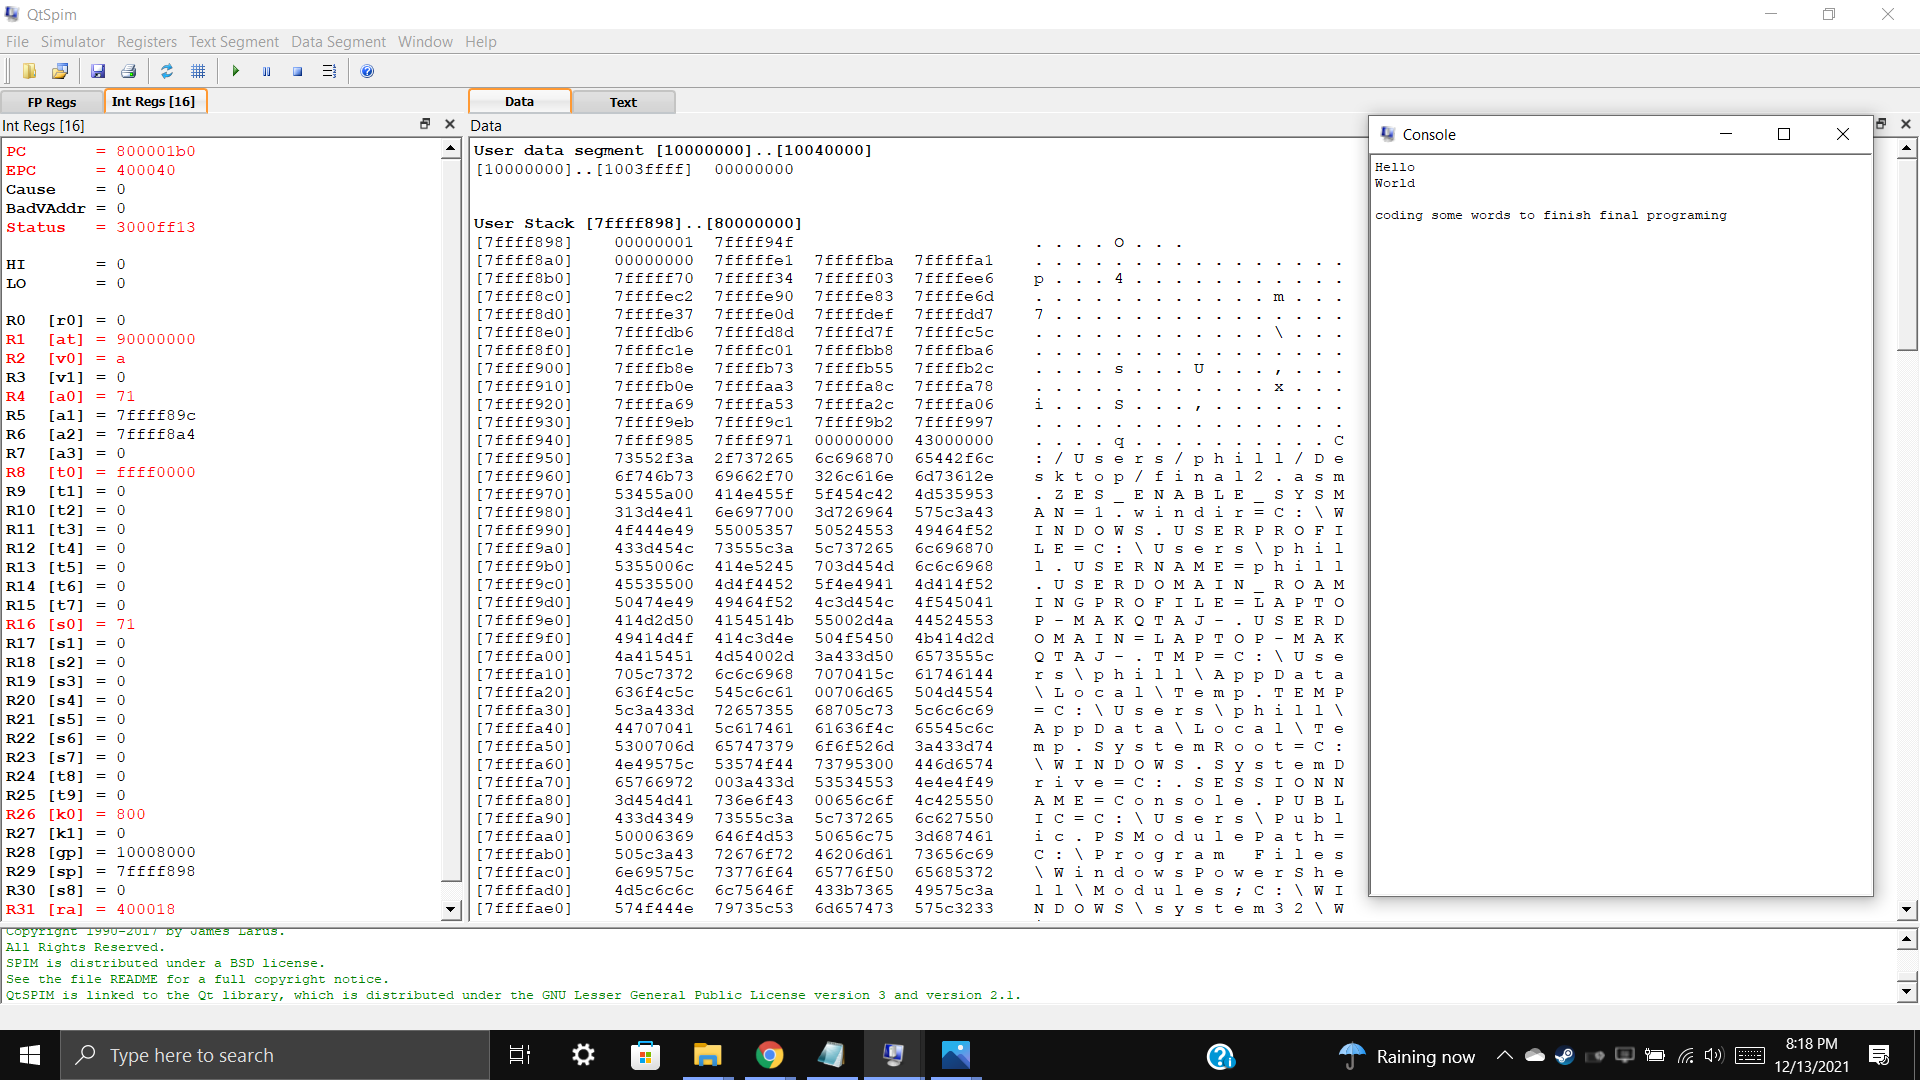 QtSpim
File Simulator Registers Text Segment Data Segment Window Help
FP Regs Int Regs [16] Data Text
Int Regs [16]
PC = 800001b0
EPC = 400040
Cause = 0
BadVAddr = 0
Status = 3000ff13
HI = 0
LO = 0
R0 [r0] = 0
R1 [at] = 90000000
R2 [v0] = a
R3 [v1] = 0
R4 [a0] = 71
R5 [a1] = 7ffff89c
R6 [a2] = 7ffff8a4
R7 [a3] = 0
R8 [t0] = ffff0000
R9 [t1] = 0
R10 [t2] = 0
R11 [t3] = 0
R12 [t4] = 0
R13 [t5] = 0
R14 [t6] = 0
R15 [t7] = 0
R16 [s0] = 71
R17 [s1] = 0
R18 [s2] = 0
R19 [s3] = 0
R20 [s4] = 0
R21 [s5] = 0
R22 [s6] = 0
R23 [s7] = 0
R24 [t8] = 0
R25 [t9] = 0
R26 [k0] = 800
R27 [k1] = 0
R28 [gp] = 10008000
R29 [sp] = 7ffff898
R30 [s8] = 0
R31 [ra] = 400018
Data
User data segment [10000000]..[10040000]
[10000000]..[1003ffff] 00000000
User Stack [7ffff898]..[80000000]
[7ffff898] 00000001 7ffff94f . . . . O . . .
[7ffff8a0] 00000000 7fffffe1 7fffffba 7fffffa1 . . . . . . . . . . . . . . . .
[7ffff8b0] 7fffff70 7fffff34 7fffff03 7ffffee6 p . . . 4 . . . . . . . . . . .
[7ffff8c0] 7ffffec2 7ffffe90 7ffffe83 7ffffe6d . . . . . . . . . . . . m . . .
[7ffff8d0] 7ffffe37 7ffffe0d 7ffffdef 7ffffdd7 7 . . . . . . . . . . . . . . .
[7ffff8e0] 7ffffdb6 7ffffd8d 7ffffd7f 7ffffc5c . . . . . . . . . . . . \ . . .
[7ffff8f0] 7ffffc1e 7ffffc01 7ffffbb8 7ffffba6 . . . . . . . . . . . . . . . .
[7ffff900] 7ffffb8e 7ffffb73 7ffffb55 7ffffb2c . . . . s . . . U . . . , . . .
[7ffff910] 7ffffb0e 7ffffaa3 7ffffa8c 7ffffa78 . . . . . . . . . . . . x . . .
[7ffff920] 7ffffa69 7ffffa53 7ffffa2c 7ffffa06 i . . . S . . . , . . . . . . .
[7ffff930] 7ffff9eb 7ffff9c1 7ffff9b2 7ffff997 . . . . . . . . . . . . . . . .
[7ffff940] 7ffff985 7ffff971 00000000 43000000 . . . . q . . . . . . . . . . C
[7ffff950] 73552f3a 2f737265 6c696870 65442f6c : / U s e r s / p h i l l / D e
[7ffff960] 6f746b73 69662f70 326c616e 6d73612e s k t o p / f i n a l 2 . a s m
[7ffff970] 53455a00 414e455f 5f454c42 4d535953 . Z E S _ E N A B L E _ S Y S M
[7ffff980] 313d4e41 6e697700 3d726964 575c3a43 A N = 1 . w i n d i r = C : \ W
[7ffff990] 4f444e49 55005357 50524553 49464f52 I N D O W S . U S E R P R O F I
[7ffff9a0] 433d454c 73555c3a 5c737265 6c696870 L E = C : \ U s e r s \ p h i l
[7ffff9b0] 5355006c 414e5245 703d454d 6c6c6968 l . U S E R N A M E = p h i l l
[7ffff9c0] 45535500 4d4f4452 5f4e4941 4d414f52 . U S E R D O M A I N _ R O A M
[7ffff9d0] 50474e49 49464f52 4c3d454c 4f545041 I N G P R O F I L E = L A P T O
[7ffff9e0] 414d2d50 4154514b 55002d4a 44524553 P - M A K Q T A J - . U S E R D
[7ffff9f0] 49414d4f 414c3d4e 504f5450 4b414d2d O M A I N = L A P T O P - M A K
[7ffffa00] 4a415451 4d54002d 3a433d50 6573555c Q T A J - . T M P = C : \ U s e
[7ffffa10] 705c7372 6c6c6968 7070415c 61746144 r s \ p h i l l \ A p p D a t a
[7ffffa20] 636f4c5c 545c6c61 00706d65 504d4554 \ L o c a l \ T e m p . T E M P
[7ffffa30] 5c3a433d 72657355 68705c73 5c6c6c69 = C : \ U s e r s \ p h i l l \
[7ffffa40] 44707041 5c617461 61636f4c 65545c6c A p p D a t a \ L o c a l \ T e
[7ffffa50] 5300706d 65747379 6f6f526d 3a433d74 m p . S y s t e m R o o t = C :
[7ffffa60] 4e49575c 53574f44 73795300 446d6574 \ W I N D O W S . S y s t e m D
[7ffffa70] 65766972 003a433d 53534553 4e4e4f49 r i v e = C : . S E S S I O N N
[7ffffa80] 3d454d41 736e6f43 00656c6f 4c425550 A M E = C o n s o l e . P U B L
[7ffffa90] 433d4349 73555c3a 5c737265 6c627550 I C = C : \ U s e r s \ P u b l
[7ffffaa0] 50006369 646f4d53 50656c75 3d687461 i c . P S M o d u l e P a t h =
[7ffffab0] 505c3a43 72676f72 46206d61 73656c69 C : \ P r o g r a m   F i l e s
[7ffffac0] 6e69575c 73776f64 65776f50 65685372 \ W i n d o w s P o w e r S h e
[7ffffad0] 4d5c6c6c 6c75646f 433b7365 49575c3a l l \ M o d u l e s ; C : \ W I
[7ffffae0] 574f444e 79735c53 6d657473 575c3233 N D O W S \ s y s t e m 3 2 \ W
Console
Hello
World
coding some words to finish final programing
Copyright 1990-2017 by James Larus.
All Rights Reserved.
SPIM is distributed under a BSD license.
See the file README for a full copyright notice.
QtSPIM is linked to the Qt library, which is distributed under the GNU Lesser General Public License version 3 and version 2.1.
Type here to search
Raining now
8:18 PM
12/13/2021